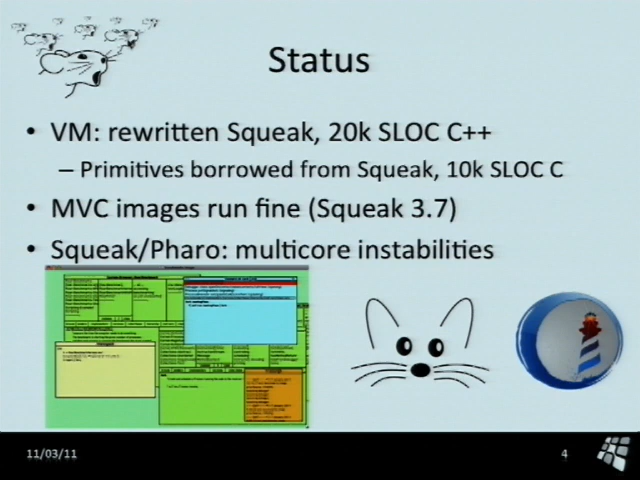 Status
• VM: rewritten Squeak, 20k SLOC C++
– Primitives borrowed from Squeak, 10k SLOC C
• MVC images run fine (Squeak 3.7)
• Squeak/Pharo: multicore instabilities
11/03/11
4